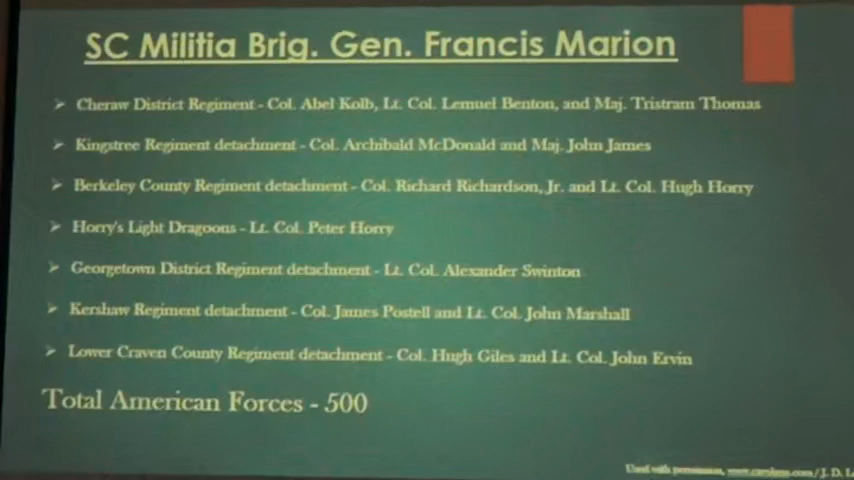 SC Militia Brig. Gen. Francis Marion
➢ Cheraw District Regiment - Col. Abel Kolb, Lt. Col. Lemuel Benton, and Maj. Tristram Thomas
➢ Kingstree Regiment detachment - Col. Archibald McDonald and Maj. John James
➢ Berkeley County Regiment detachment - Col. Richard Richardson, Jr. and Lt. Col. Hugh Horry
➢ Horry's Light Dragoons - Lt. Col. Peter Horry
➢ Georgetown District Regiment detachment - Lt. Col. Alexander Swinton
➢ Kershaw Regiment detachment - Col. James Postell and Lt. Col. John Marshall
➢ Lower Craven County Regiment detachment - Col. Hugh Giles and Lt. Col. John Ervin
Total American Forces - 500
Used with permission, / J. D.